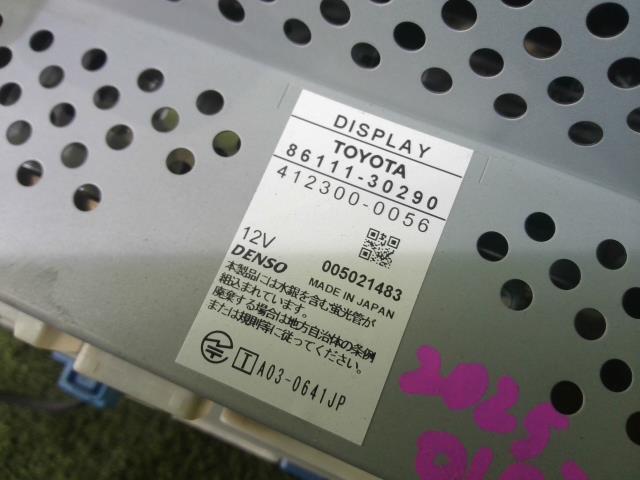 DISPLAY
TOYOTA
86111-30290
412300-0056
12V
DENSO
005021483
MADE IN JAPAN
本製品には水銀を含む蛍光管が
組込まれています。
廃棄する場合は地方自治体の条例
または規則等に従ってください。
T A03-0641JP
2025